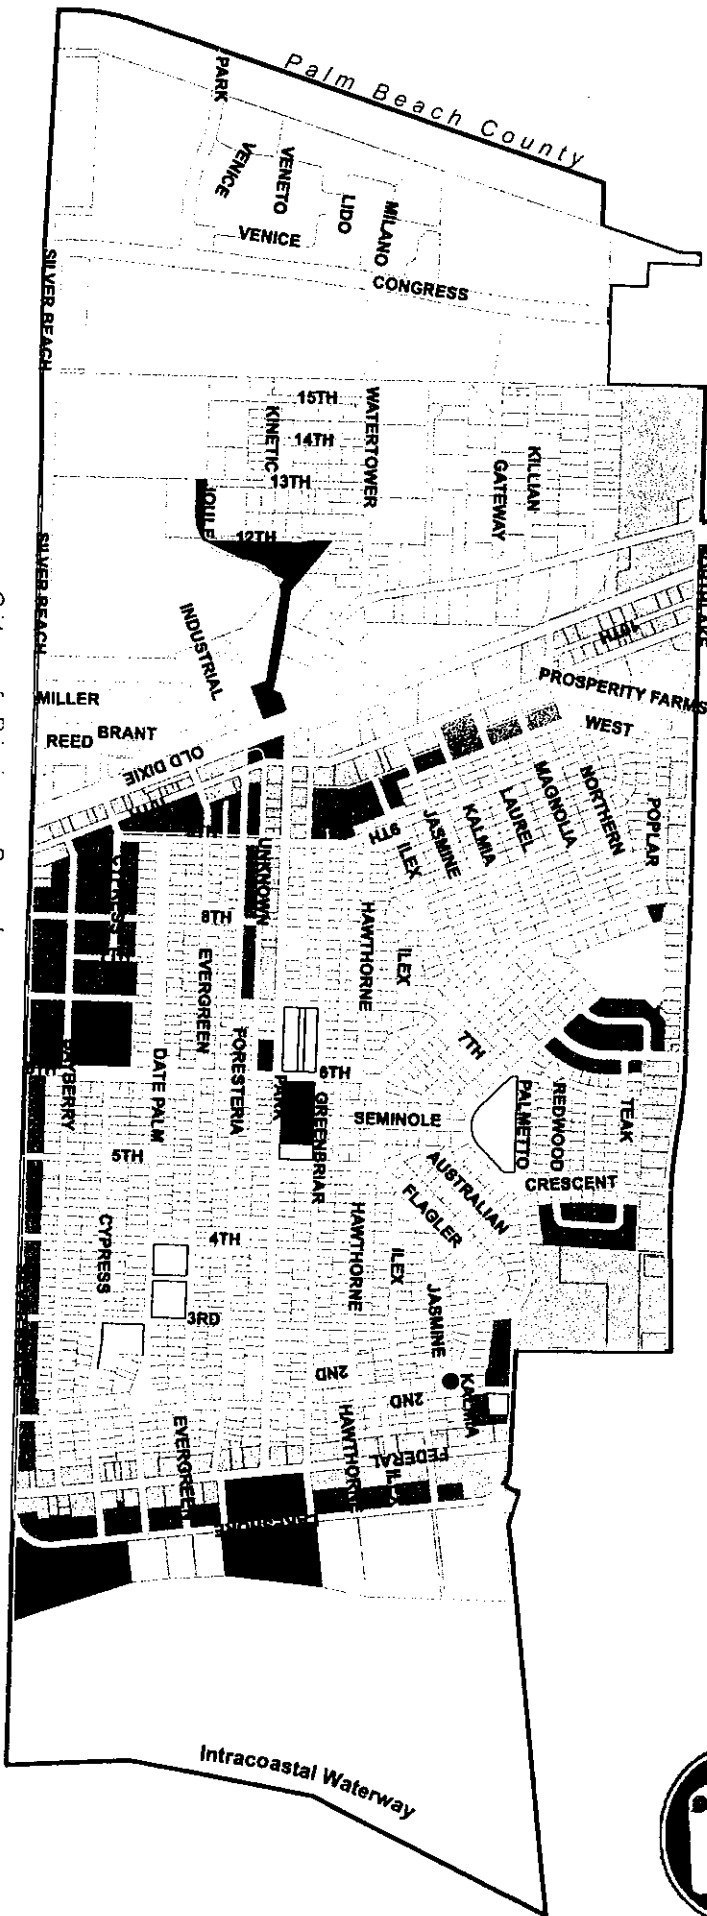 Palm Beach County
PARK
VENICE
VENETO
LIDO
MILANO
VENICE
CONGRESS
SILVER BEACH
15TH
WATERTOWER
KINETIC
14TH
KILLIAN
GATEWAY
13TH
JOULE
12TH
SILVER BEACH
NORTHLAKE
INDUSTRIAL
10TH
MILLER
PROSPERITY FARMS
BRANT
REED
WEST
OLD DIXIE
MAGNOLIA
NORTHERN
POPLAR
LAUREL
KALMIA
JASMINE
9TH
ILEX
UNKNOWN
8TH
HAWTHORNE
ILEX
EVERGREEN
7TH
FORESTERIA
DATE PALM
BAYBERRY
6TH
PARK
GREENBRIAR
SEMINOLE
PALMETTO
REDWOOD
TEAK
5TH
CRESCENT
AUSTRALIAN
FLAGLER
CYPRESS
4TH
HAWTHORNE
ILEX
JASMINE
3RD
2ND
2ND
KALMIA
EVERGREEN
HAWTHORNE
FEDERAL
Intracoastal Waterway